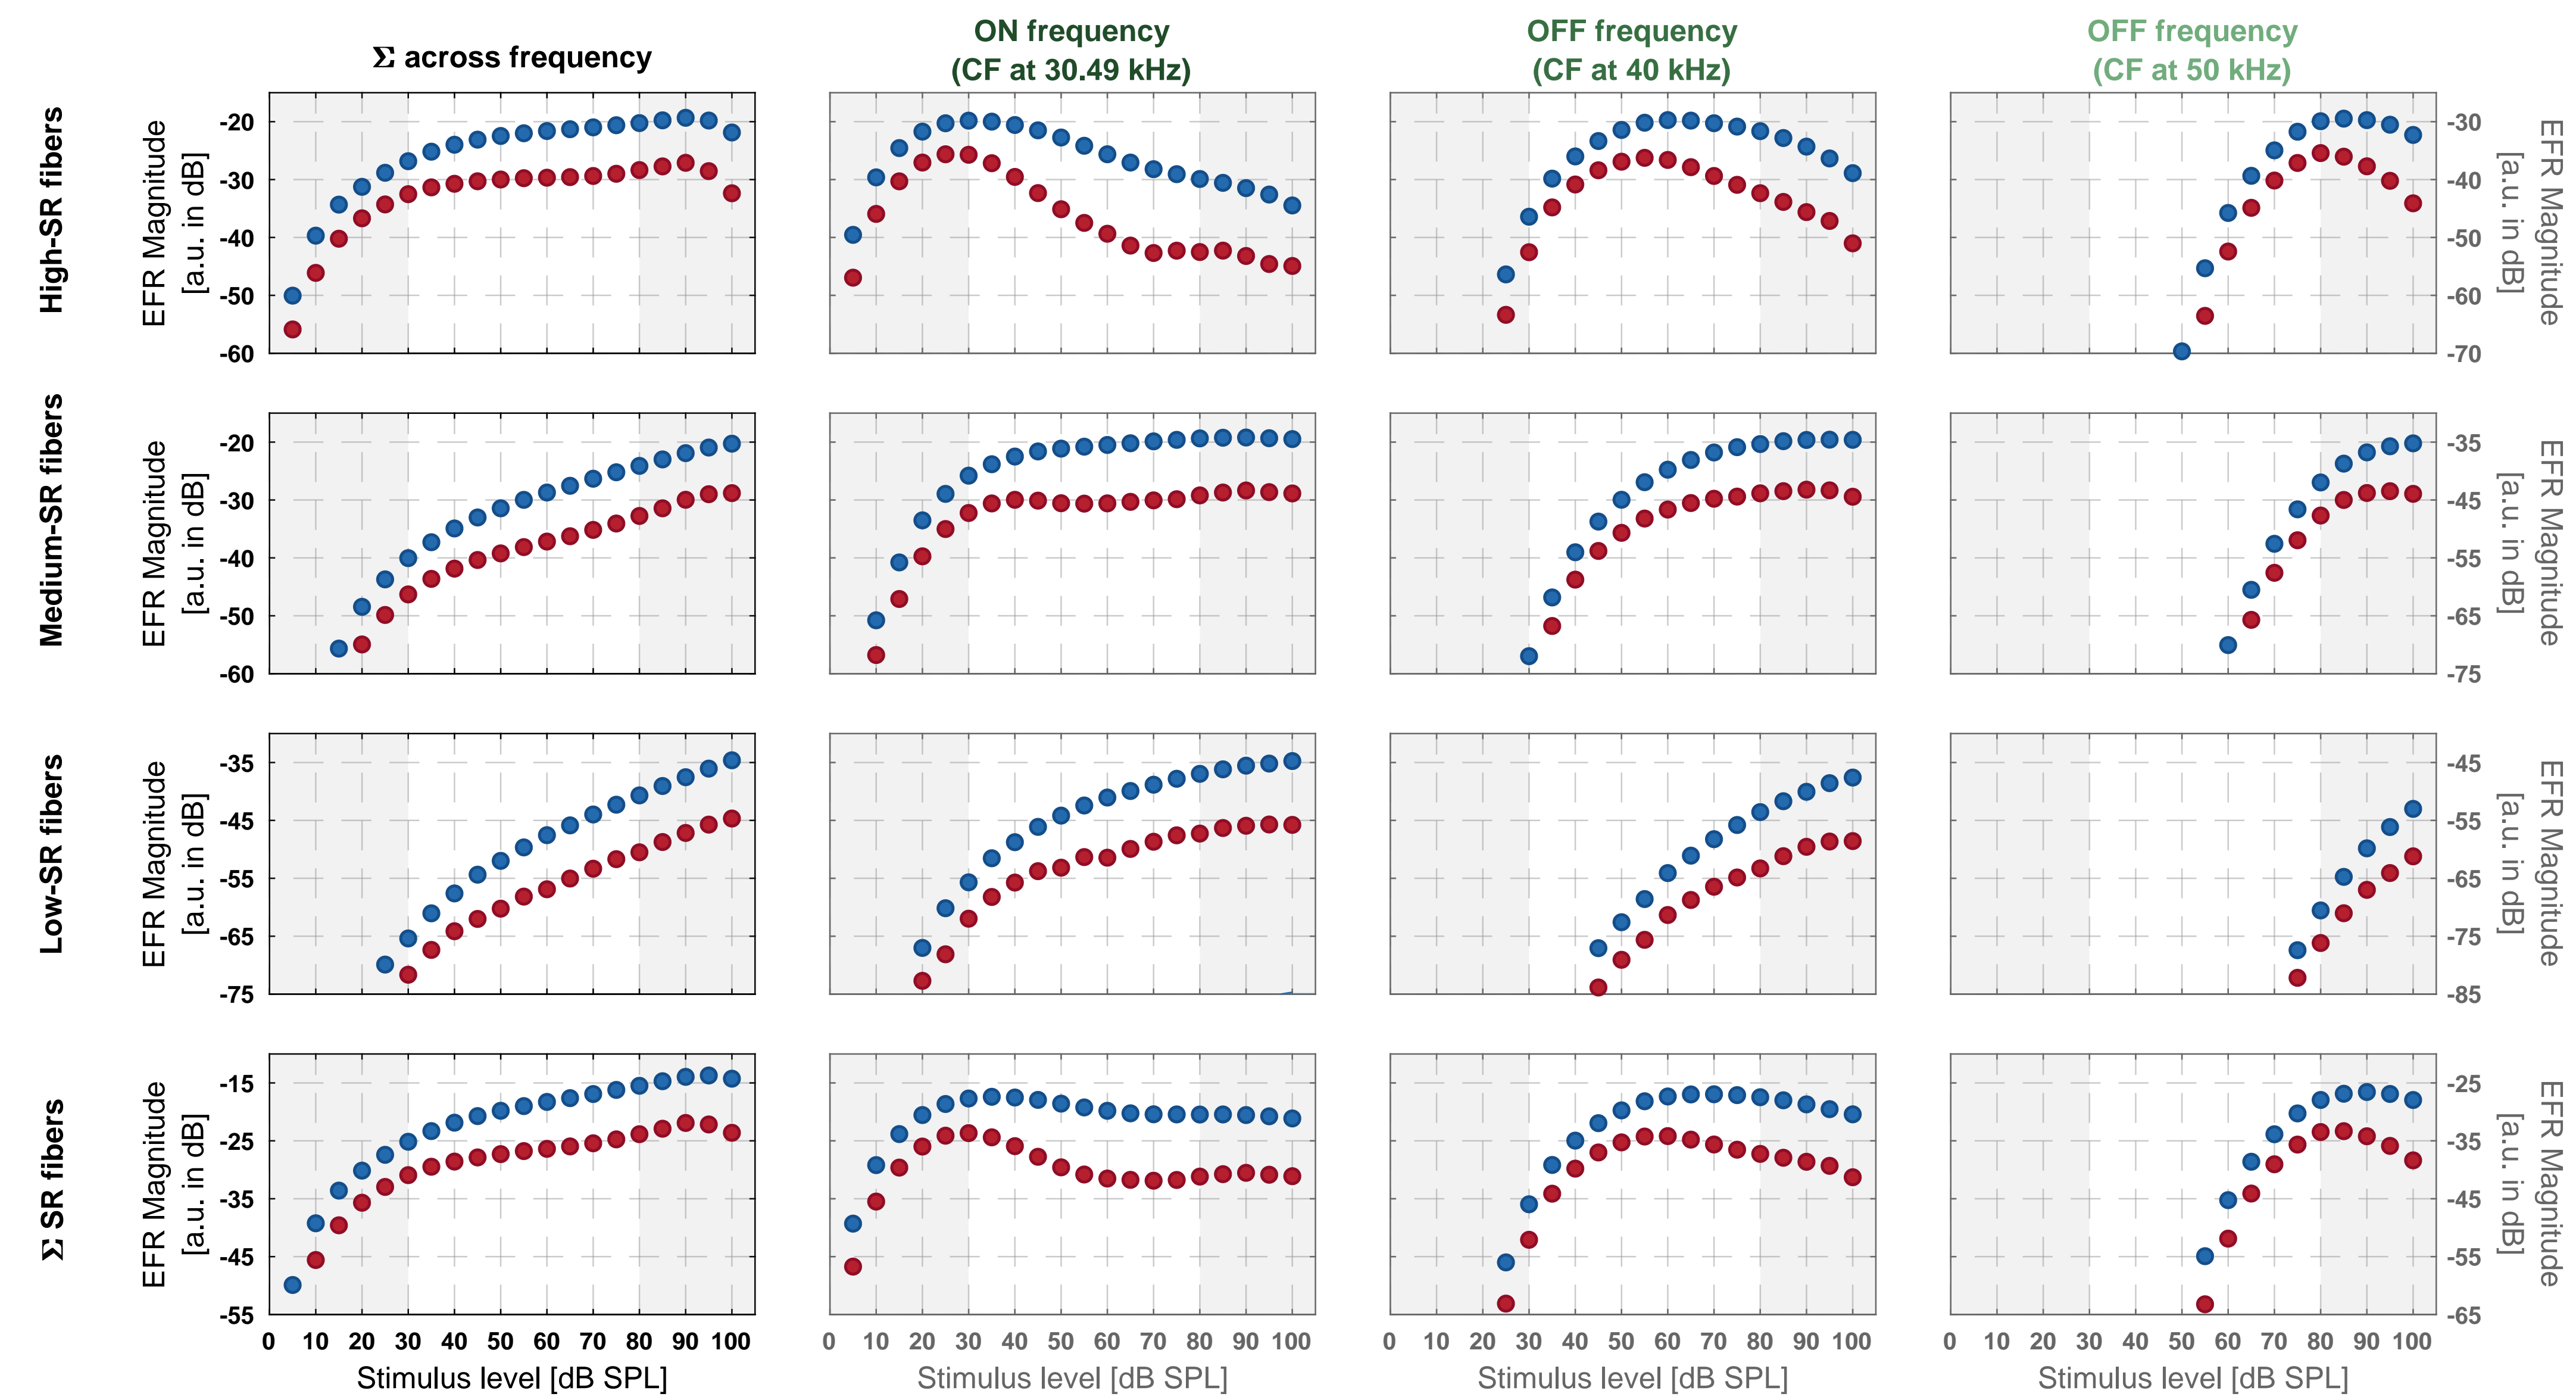 ON frequency
(CF at 30.49 kHz)
OFF frequency
(CF at 40 kHz)
OFF frequency
(CF at 50 kHz)
Σ across frequency
High-SR fibers
EFR Magnitude
[a.u. in dB]
-20
-30
-40
-50
-60
-30
-40
-50
-60
-70
EFR Magnitude
[a.u. in dB]
Medium-SR fibers
EFR Magnitude
[a.u. in dB]
-20
-30
-40
-50
-60
-35
-45
-55
-65
-75
EFR Magnitude
[a.u. in dB]
Low-SR fibers
EFR Magnitude
[a.u. in dB]
-35
-45
-55
-65
-75
-45
-55
-65
-75
-85
EFR Magnitude
[a.u. in dB]
Σ SR fibers
EFR Magnitude
[a.u. in dB]
-15
-25
-35
-45
-55
-25
-35
-45
-55
-65
EFR Magnitude
[a.u. in dB]
0 10 20 30 40 50 60 70 80 90 100
0 10 20 30 40 50 60 70 80 90 100
0 10 20 30 40 50 60 70 80 90 100
0 10 20 30 40 50 60 70 80 90 100
Stimulus level [dB SPL]
Stimulus level [dB SPL]
Stimulus level [dB SPL]
Stimulus level [dB SPL]